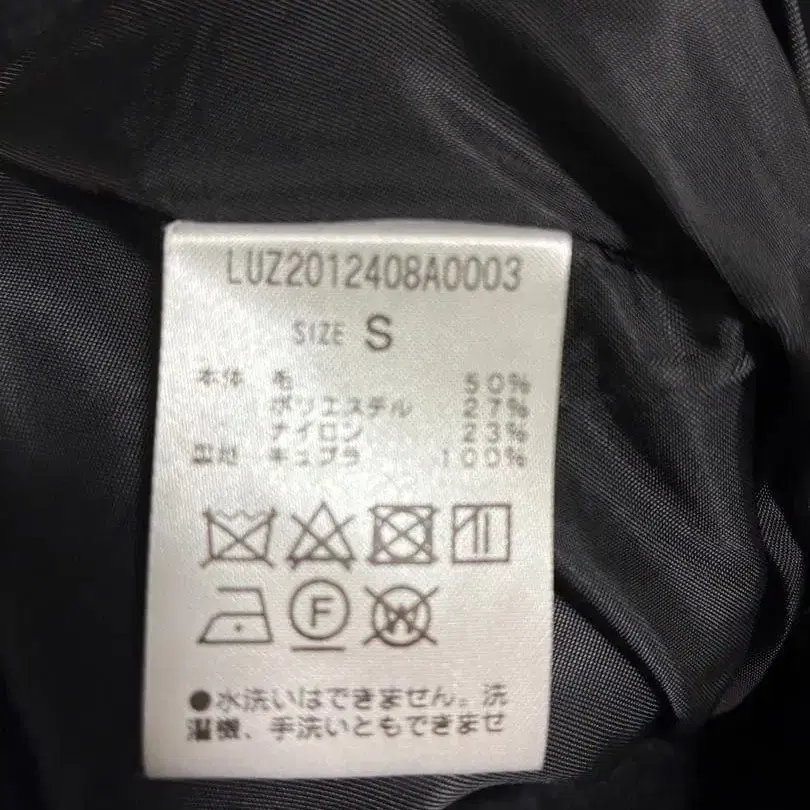 LUZ2012408A0003
SIZE S
本体 毛 50%
ポリエステル 27%
ナイロン 23%
キュプラ 100%
F
W
●水洗いはできません。洗
濯機、手洗いともできませ